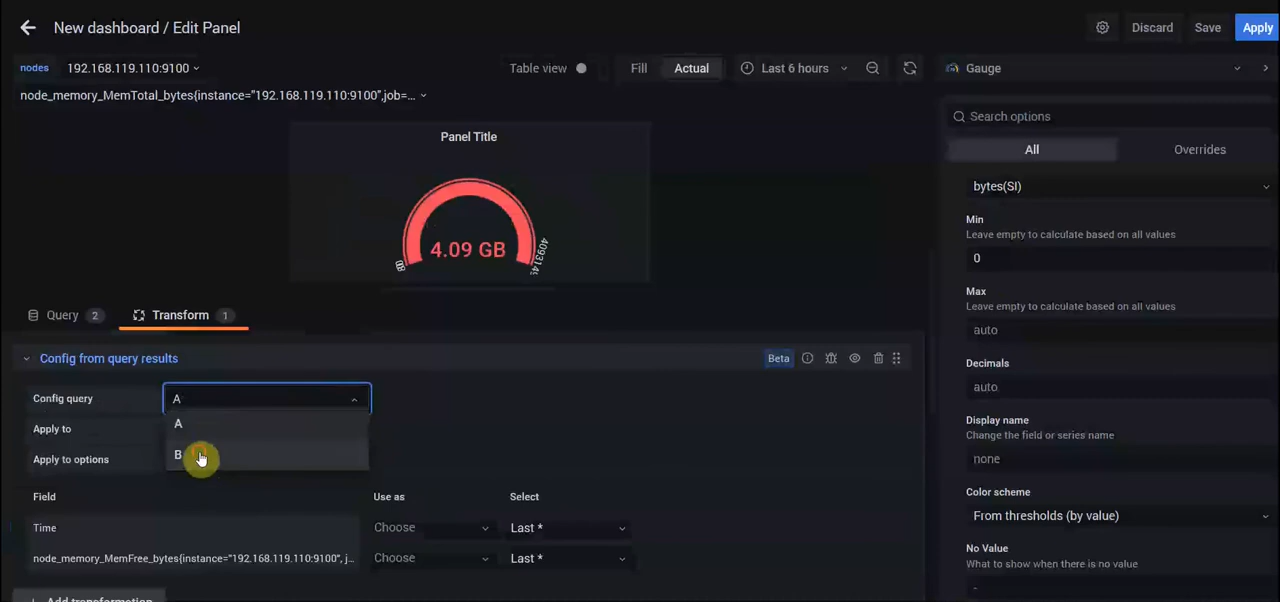 New dashboard / Edit Panel
Discard
Save
Apply
nodes
192.168.119.110:9100
Table view
Fill
Actual
Last 6 hours
Gauge
node_memory_MemTotal_bytes{instance="192.168.119.110:9100",job=...
Search options
All
Overrides
Panel Title
4.09 GB
bytes(SI)
Min
Leave empty to calculate based on all values
0
Max
Leave empty to calculate based on all values
auto
Query 2
Transform 1
Config from query results
Beta
Decimals
auto
Config query
A
A
B
Apply to
Apply to options
Display name
Change the field or series name
none
Field
Use as
Select
Time
Choose
Last *
node_memory_MemFree_bytes{instance="192.168.119.110:9100", j...
Choose
Last *
Color scheme
From thresholds (by value)
No Value
What to show when there is no value
-
+ Add transformation